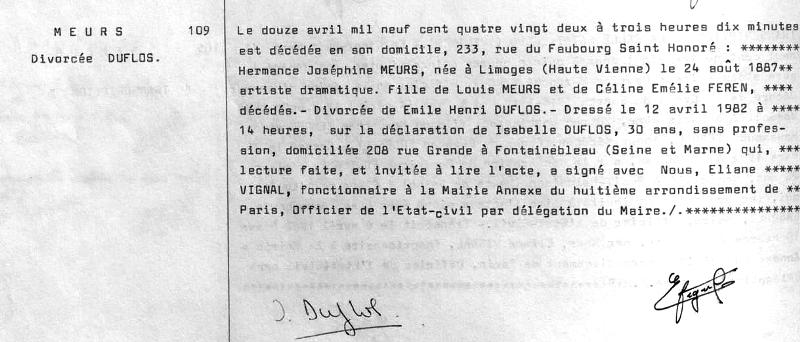 MEURS 109
Divorcée DUFLOS.
Le douze avril mil neuf cent quatre vingt deux à trois heures dix minutes
est décédée en son domicile, 233, rue du Faubourg Saint Honoré : ********
Hermance Joséphine MEURS, née à Limoges (Haute Vienne) le 24 août 1887**
artiste dramatique. Fille de Louis MEURS et de Céline Emélie FEREN, ****
décédés.- Divorcée de Emile Henri DUFLOS.- Dressé le 12 avril 1982 à ****
14 heures, sur la déclaration de Isabelle DUFLOS, 30 ans, sans profes-
sion, domiciliée 208 rue Grande à Fontainebleau (Seine et Marne) qui, ***
lecture faite, et invitée à lire l'acte, a signé avec Nous, Eliane *****
VIGNAL, fonctionnaire à la Mairie Annexe du huitième arrondissement de **
Paris, Officier de l'Etat-civil par délégation du Maire./.***************
I. Duflos.